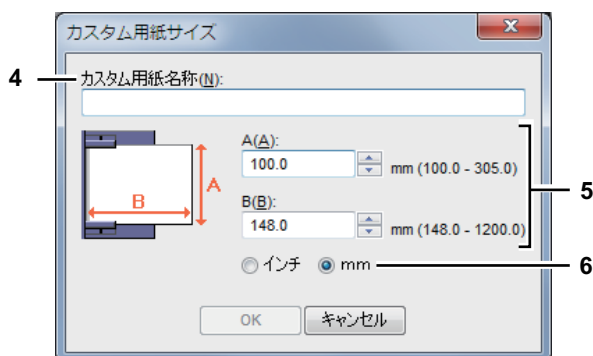 カスタム用紙サイズ
4
カスタム用紙名称(N):
A(A):
100.0 mm (100.0 - 305.0)
A
B
5
B(B):
148.0 mm (148.0 - 1200.0)
インチ mm
6
OK キャンセル